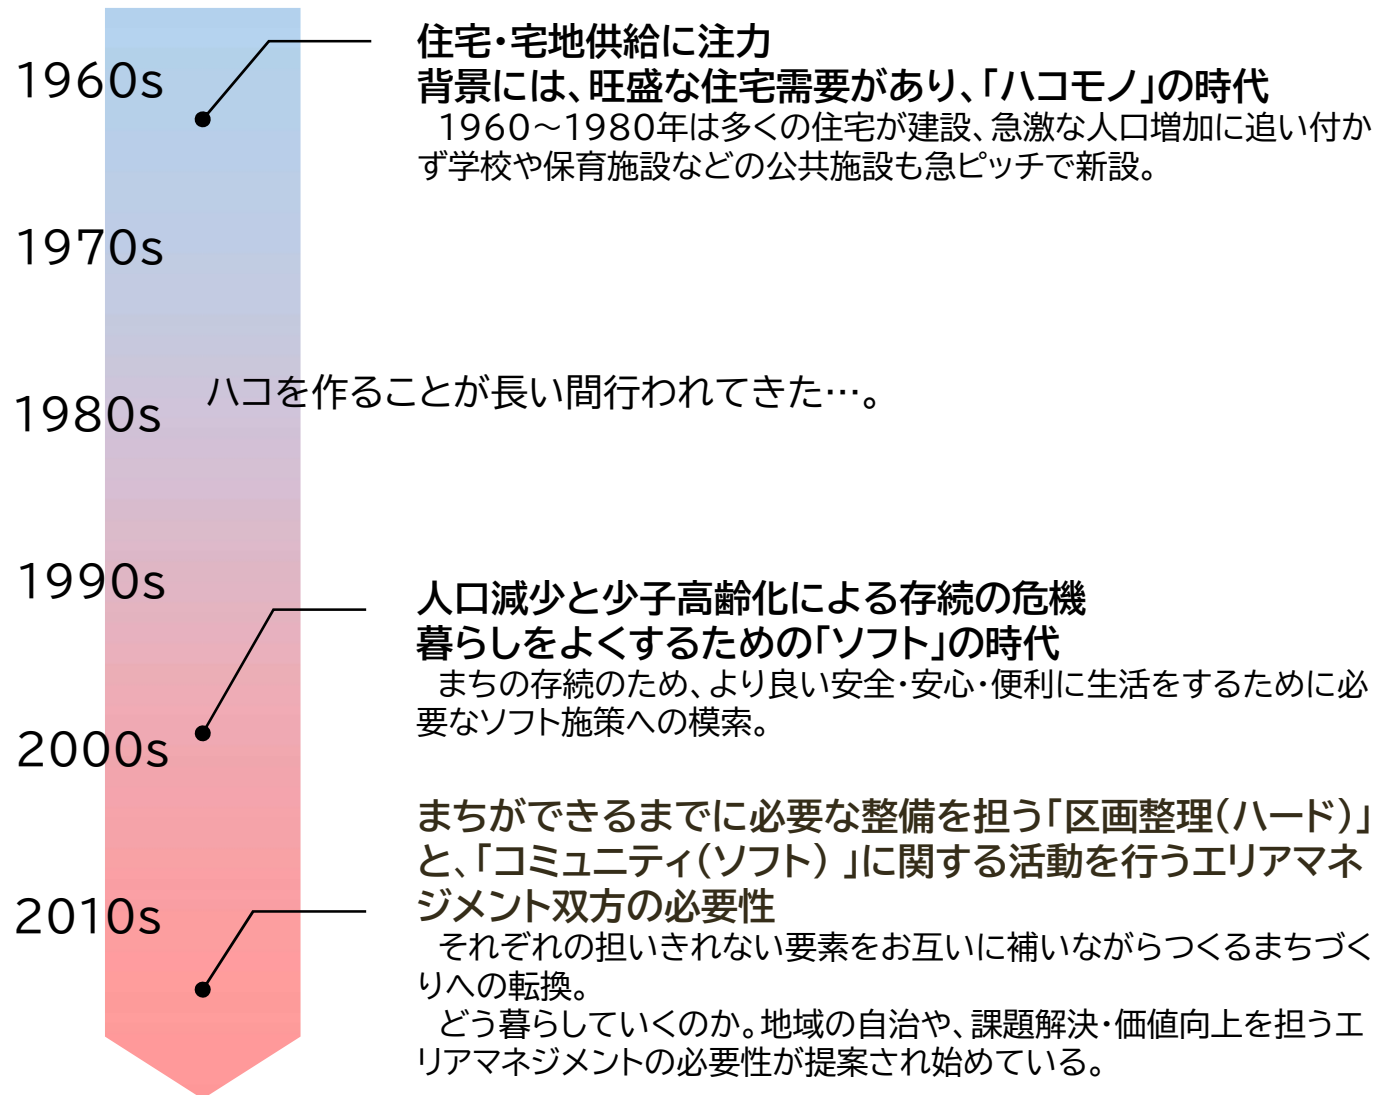 1960s
住宅・宅地供給に注力
背景には、旺盛な住宅需要があり、「ハコモノ」の時代
1960～1980年は多くの住宅が建設、急激な人口増加に追い付か
ず学校や保育施設などの公共施設も急ピッチで新設。
1970s
ハコを作ることが長い間行われてきた…。
1980s
1990s
人口減少と少子高齢化による存続の危機
暮らしをよくするための「ソフト」の時代
まちの存続のため、より良い安全・安心・便利に生活をするために必
要なソフト施策への模索。
2000s
まちができるまでに必要な整備を担う「区画整理(ハード)」
と、「コミュニティ(ソフト) 」に関する活動を行うエリアマネ
ジメント双方の必要性
2010s
それぞれの担いきれない要素をお互いに補いながらつくるまちづく
りへの転換。
どう暮らしていくのか。地域の自治や、課題解決・価値向上を担うエ
リアマネジメントの必要性が提案され始めている。